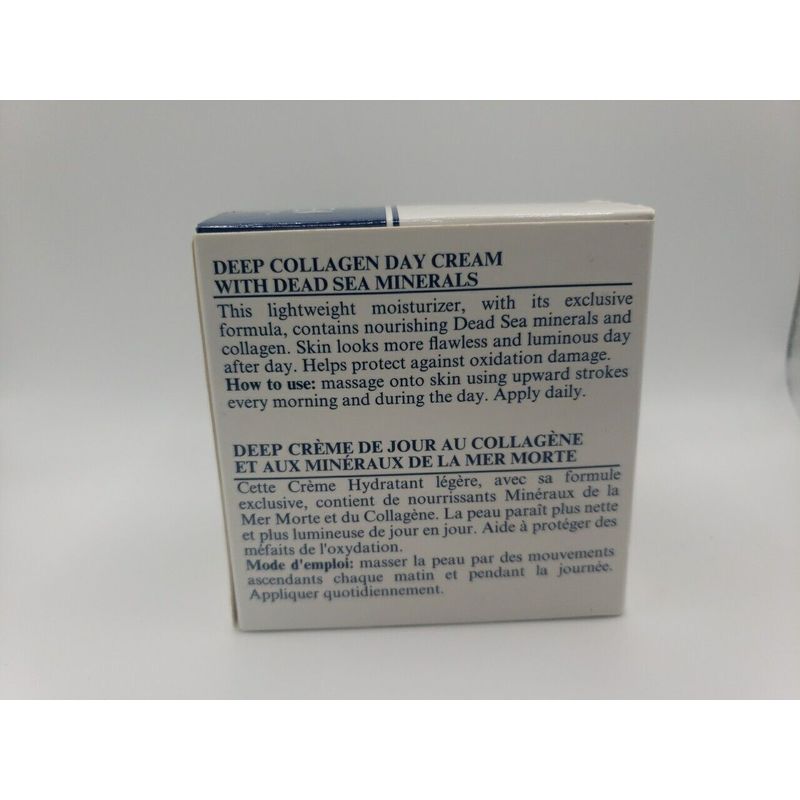 DEEP COLLAGEN DAY CREAM
WITH DEAD SEA MINERALS
This lightweight moisturizer, with its exclusive
formula, contains nourishing Dead Sea minerals and
collagen. Skin looks more flawless and luminous day
after day. Helps protect against oxidation damage.
How to use: massage onto skin using upward strokes
every morning and during the day. Apply daily.
DEEP CRÈME DE JOUR AU COLLAGÈNE
ET AUX MINÉRAUX DE LA MER MORTE
Cette Crème Hydratant légère, avec sa formule
exclusive, contient de nourrissants Minéraux de la
Mer Morte et du Collagène. La peau paraît plus nette
et plus lumineuse de jour en jour. Aide à protéger des
méfaits de l'oxydation.
Mode d'emploi: masser la peau par des mouvements
ascendants chaque matin et pendant la journée.
Appliquer quotidiennement.